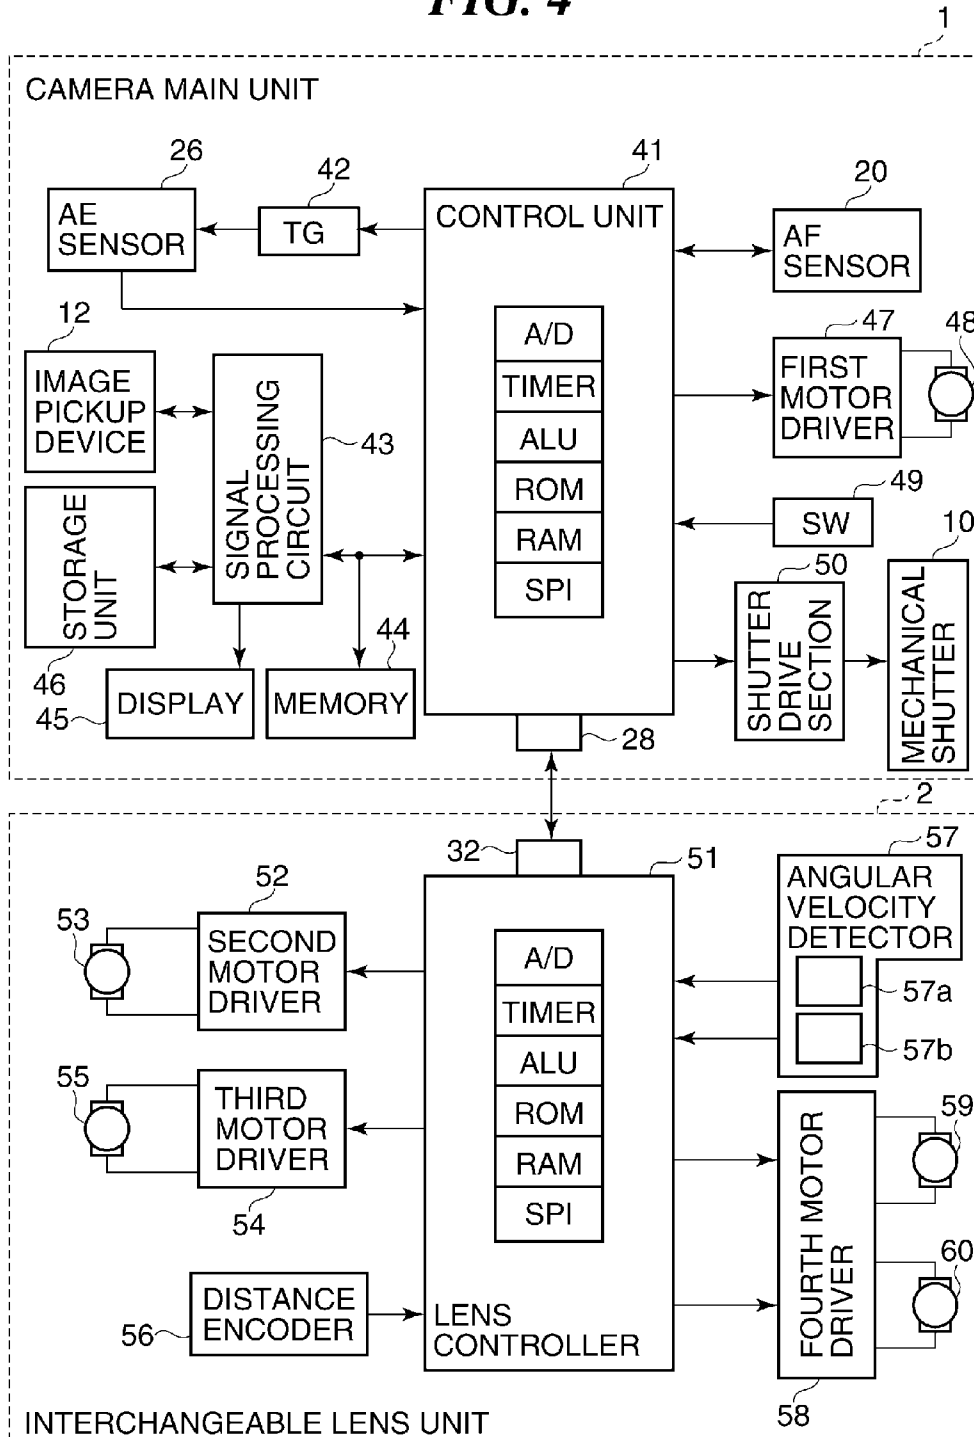 FIG. 4
1
CAMERA MAIN UNIT
26
42
41
20
AE
SENSOR
TG
CONTROL UNIT
AF
SENSOR
12
47
48
IMAGE
PICKUP
DEVICE
SIGNAL
PROCESSING
CIRCUIT
43
A/D
TIMER
ALU
ROM
RAM
SPI
FIRST
MOTOR
DRIVER
49
SW
STORAGE
UNIT
46
50
10
SHUTTER
DRIVE
SECTION
MECHANICAL
SHUTTER
44
45
DISPLAY
MEMORY
28
2
32
51
57
52
53
SECOND
MOTOR
DRIVER
A/D
TIMER
ALU
ROM
RAM
SPI
ANGULAR
VELOCITY
DETECTOR
57a
57b
55
THIRD
MOTOR
DRIVER
54
59
FOURTH MOTOR
DRIVER
60
DISTANCE
ENCODER
56
LENS
CONTROLLER
58
INTERCHANGEABLE LENS UNIT